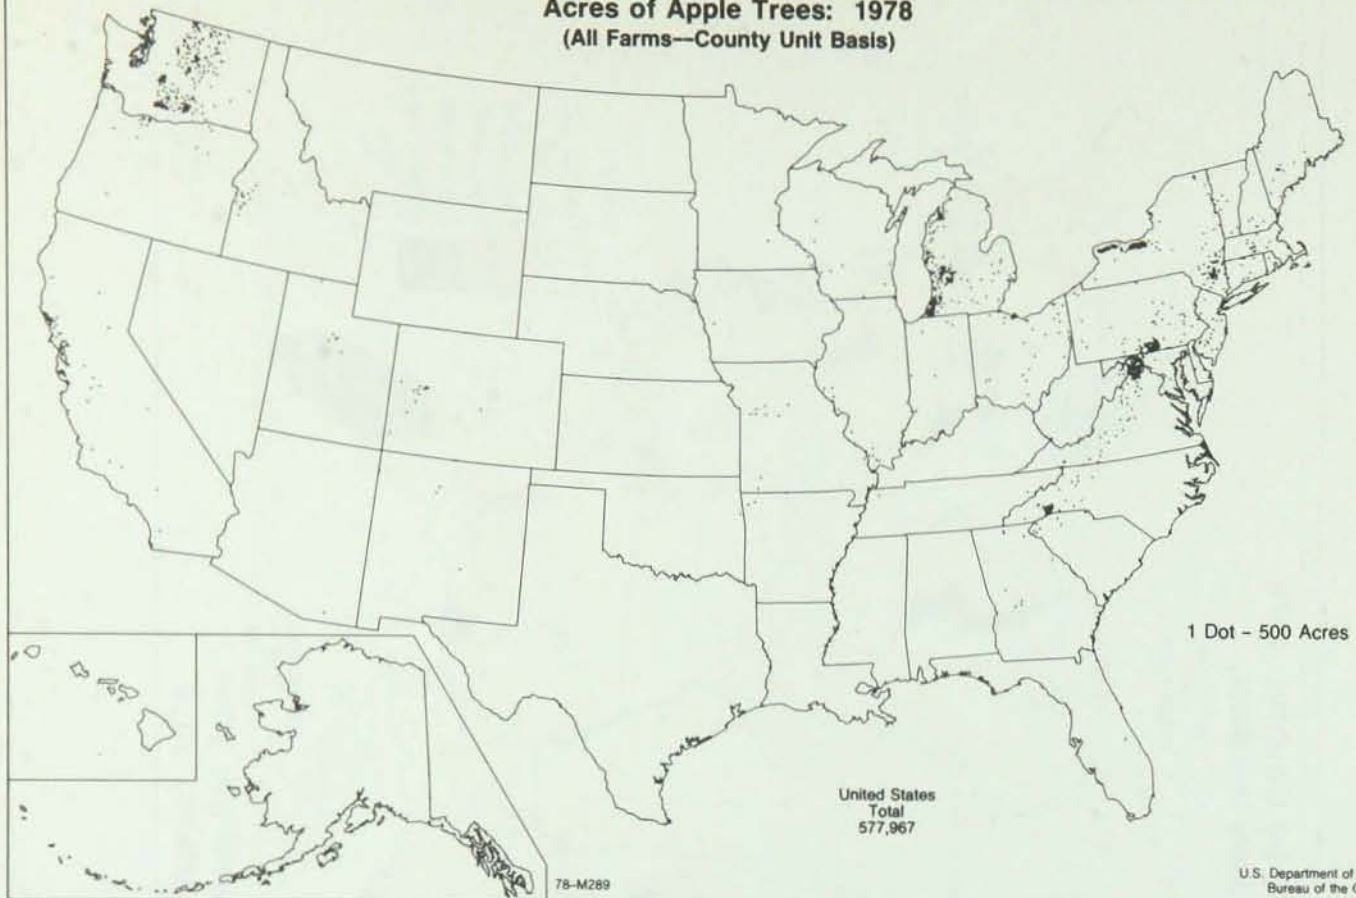 Acres of Apple Trees: 1978
(All Farms—County Unit Basis)
1 Dot – 500 Acres
United States
Total
577,967
78–M289
U.S. Department of
Bureau of the